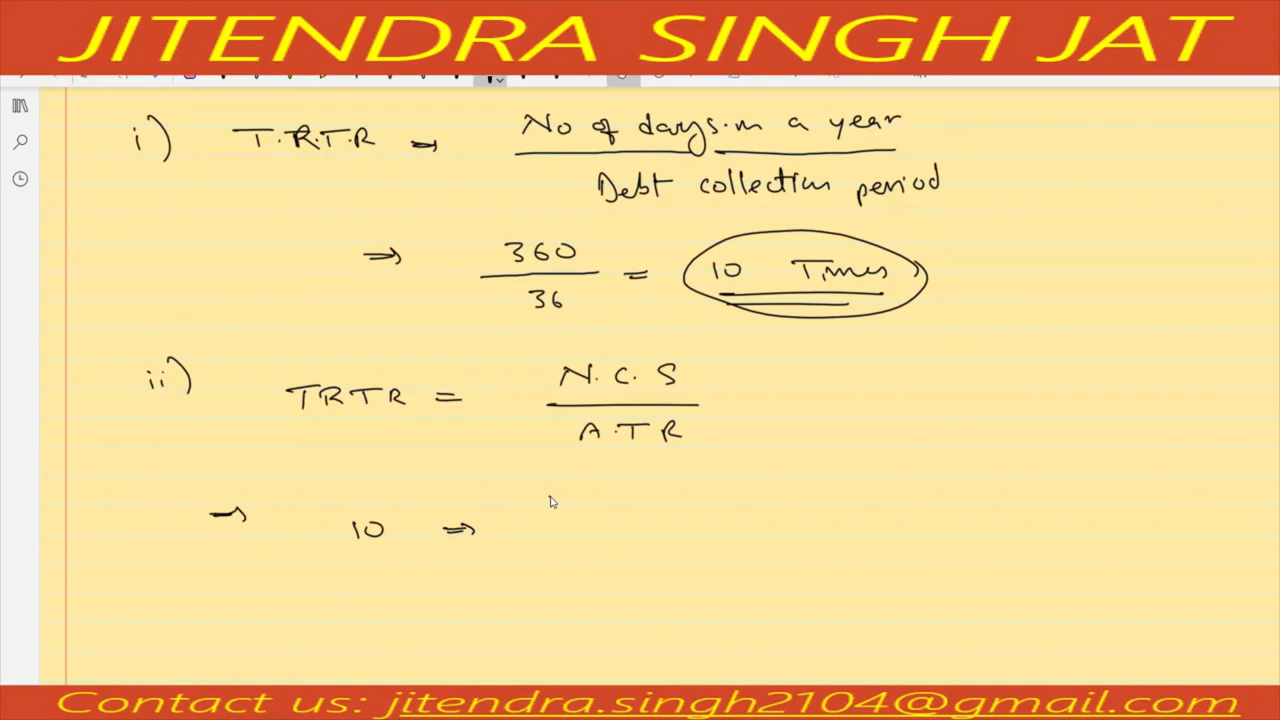 JITENDRA SINGH JAT
i) T.R.T.R → No of days in a year
Debt collection period
⇒ 360
36
= 10 Times
ii) TRTR = N.C.S
A.T.R
→ 10 ⇒
Contact us: jitendra.singh2104@gmail.com